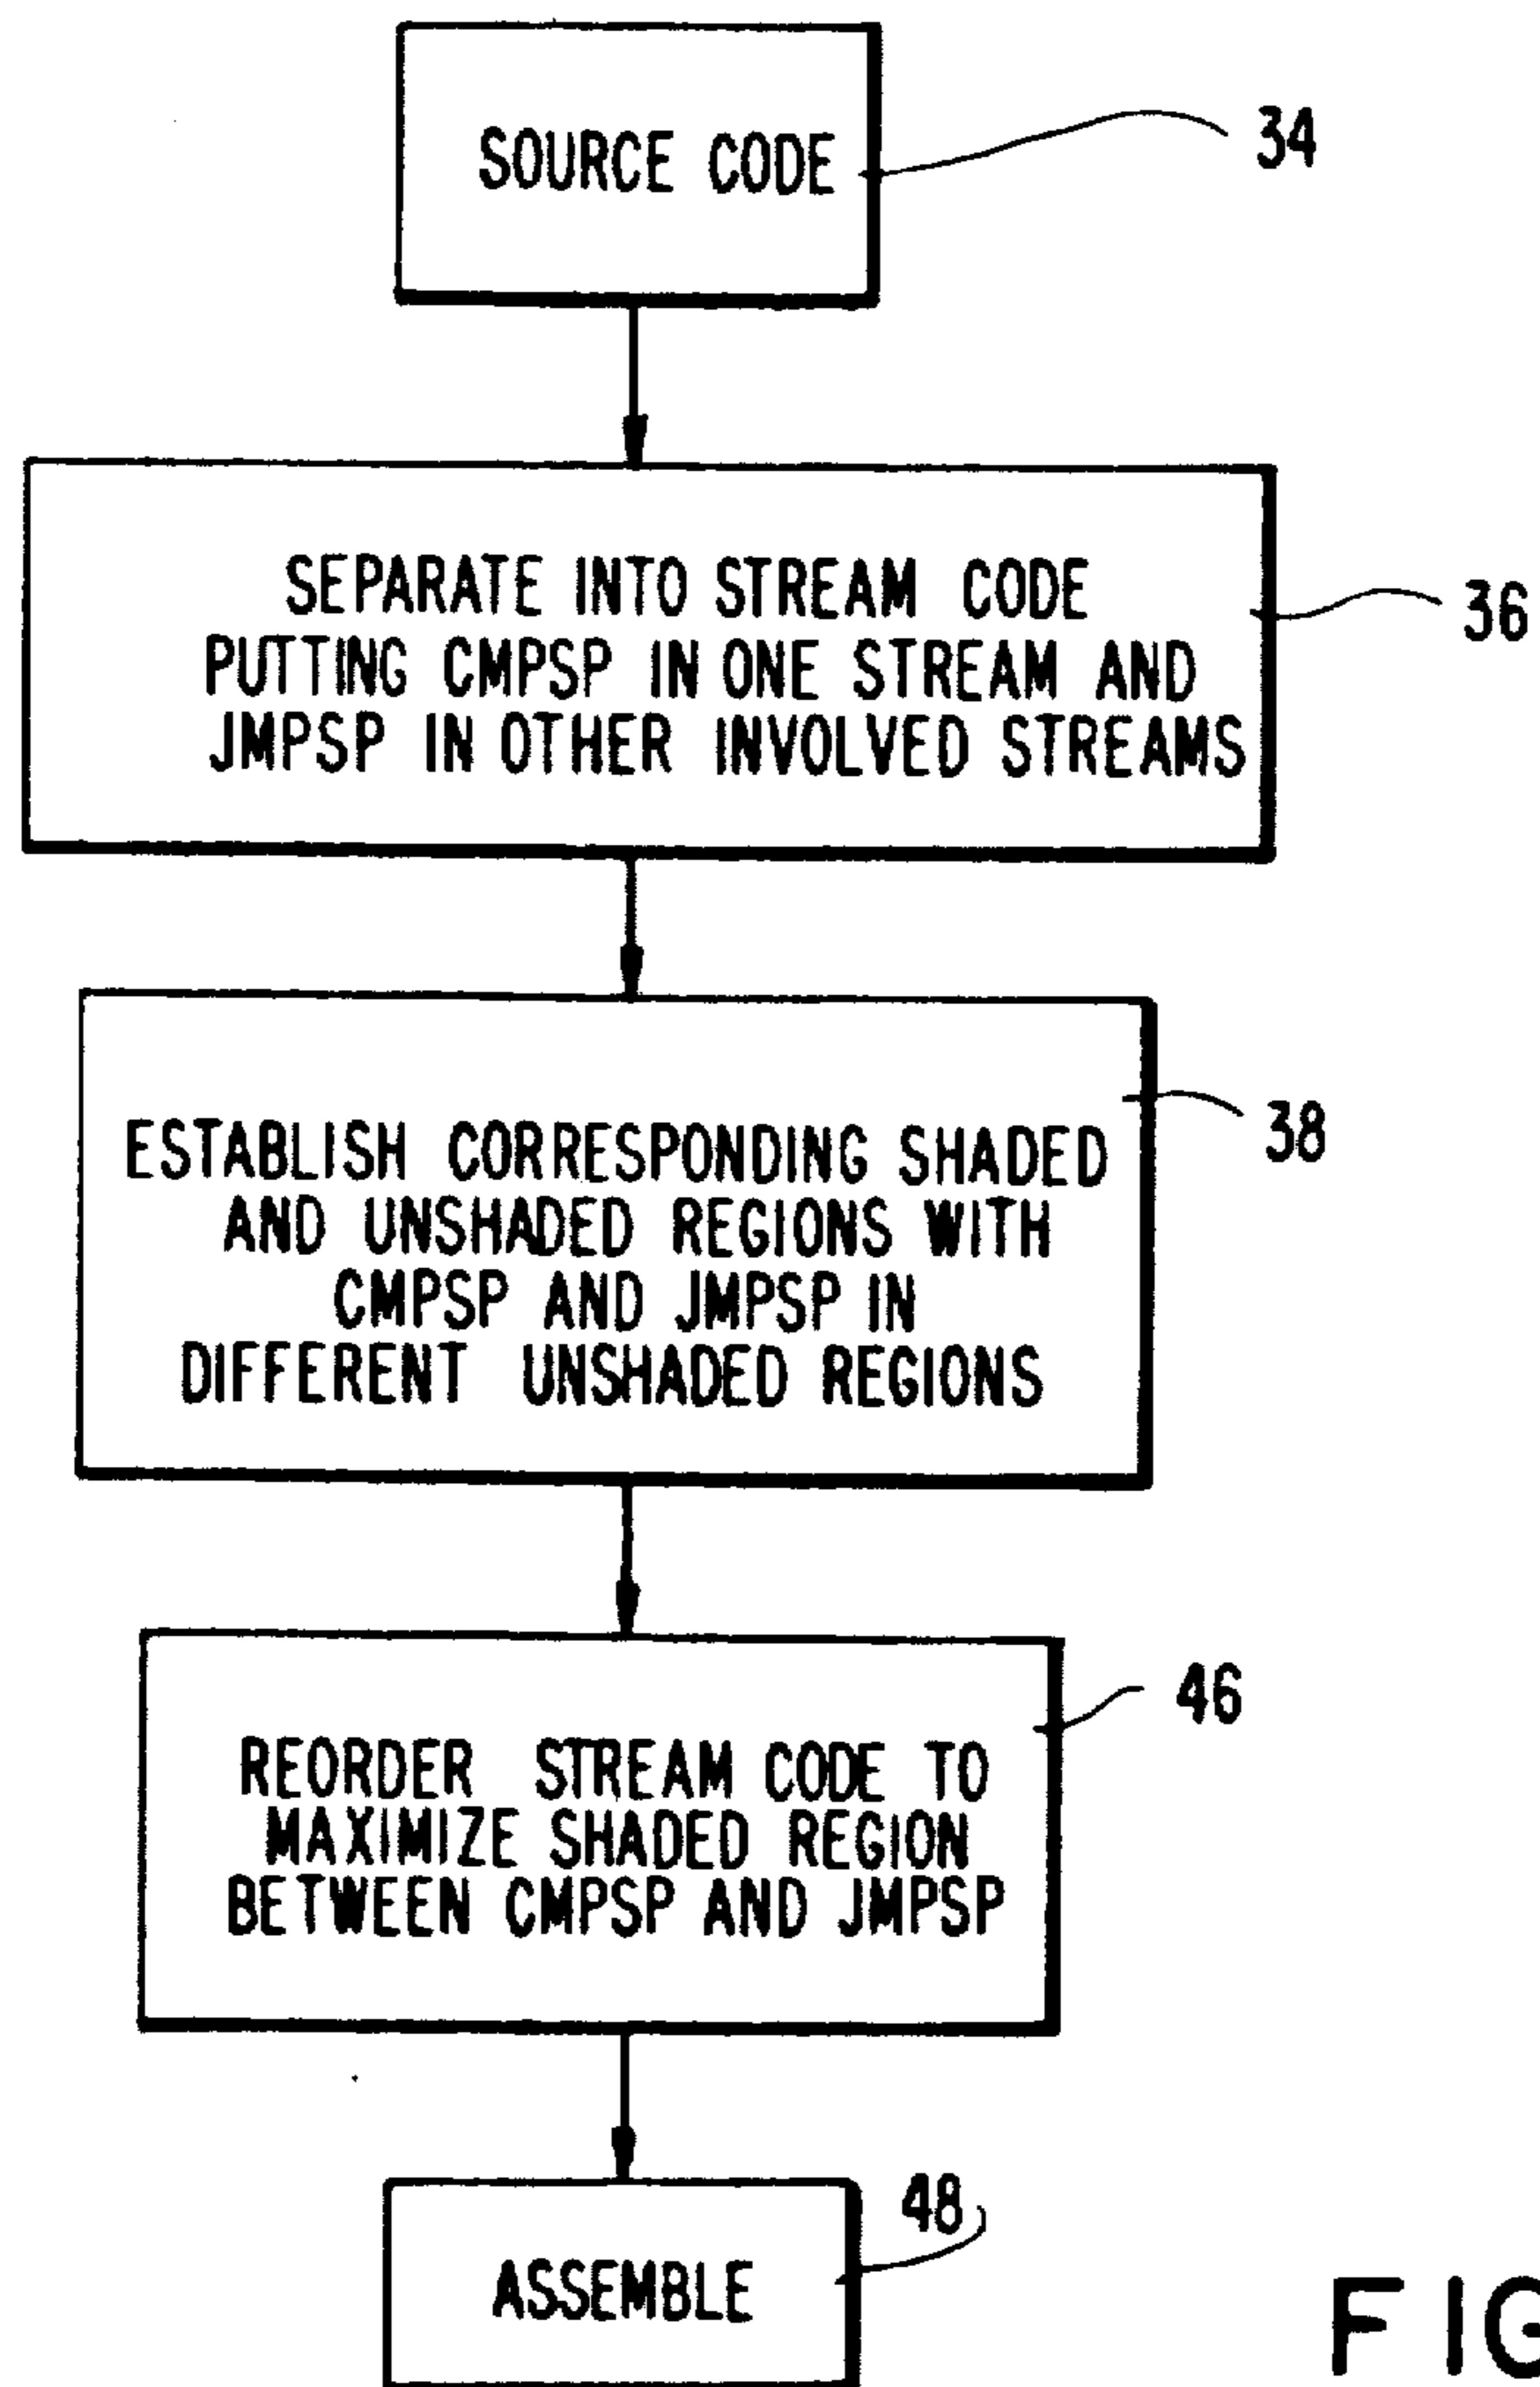 SOURCE CODE
34
SEPARATE INTO STREAM CODE
PUTTING CMPSP IN ONE STREAM AND
JMPSP IN OTHER INVOLVED STREAMS
36
ESTABLISH CORRESPONDING SHADED
AND UNSHADED REGIONS WITH
CMPSP AND JMPSP IN
DIFFERENT UNSHADED REGIONS
38
REORDER STREAM CODE TO
MAXIMIZE SHADED REGION
BETWEEN CMPSP AND JMPSP
46
ASSEMBLE
48
FIG